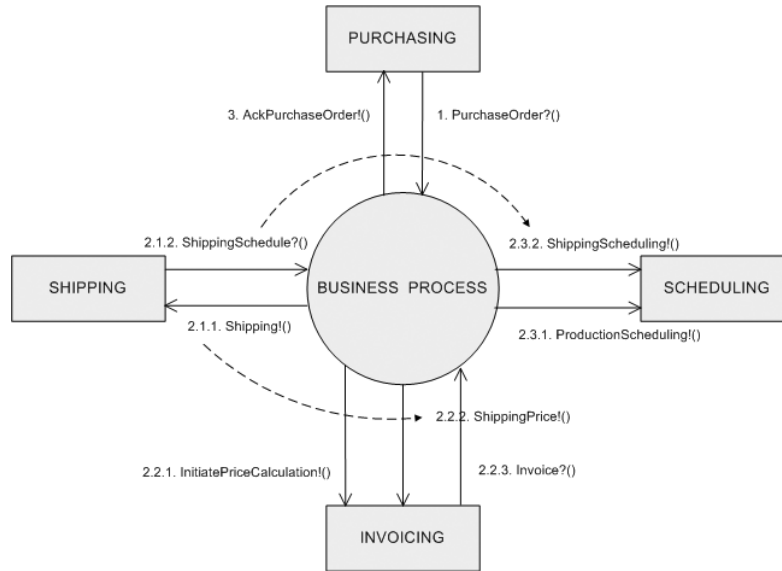 PURCHASING
3. AckPurchaseOrder!()
1. PurchaseOrder?()
2.1.2. ShippingSchedule?()
2.3.2. ShippingScheduling!()
SHIPPING
BUSINESS PROCESS
SCHEDULING
2.1.1. Shipping!()
2.3.1. ProductionScheduling!()
2.2.2. ShippingPrice!()
2.2.1. InitiatePriceCalculation!()
2.2.3. Invoice?()
INVOICING